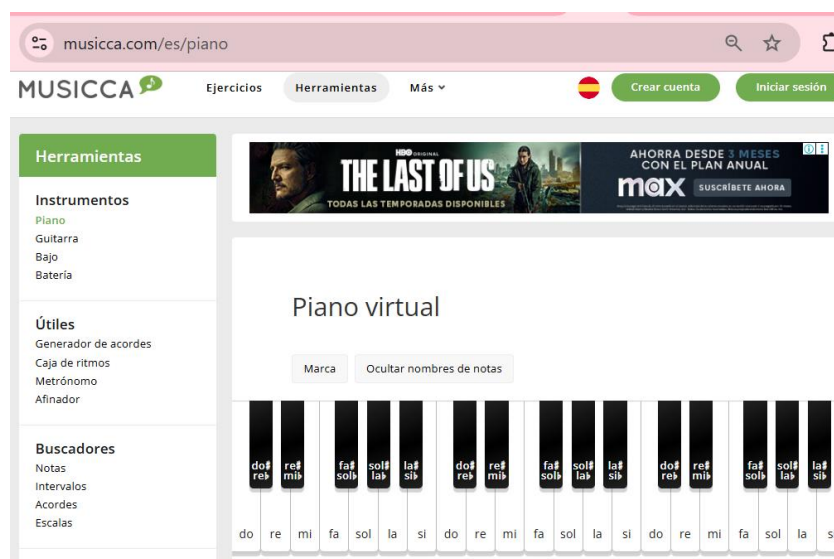 musicca.com/es/piano
MUSICCA
Ejercicios Herramientas Más
Crear cuenta Iniciar sesión
Herramientas
Instrumentos
Piano
Guitarra
Bajo
Batería
Útiles
Generador de acordes
Caja de ritmos
Metrónomo
Afinador
Buscadores
Notas
Intervalos
Acordes
Escalas
HBO ORIGINAL
THE LAST OF US
TODAS LAS TEMPORADAS DISPONIBLES
AHORRA DESDE 3 MESES
CON EL PLAN ANUAL
max SUSCRÍBETE AHORA
Piano virtual
Marca Ocultar nombres de notas
do# re# fa# sol# la# do# re# fa# sol# la# do# re# fa# sol# la#
re♭ mi♭ sol♭ la♭ si♭ re♭ mi♭ sol♭ la♭ si♭ re♭ mi♭ sol♭ la♭ si♭
do re mi fa sol la si do re mi fa sol la si do re mi fa sol la s